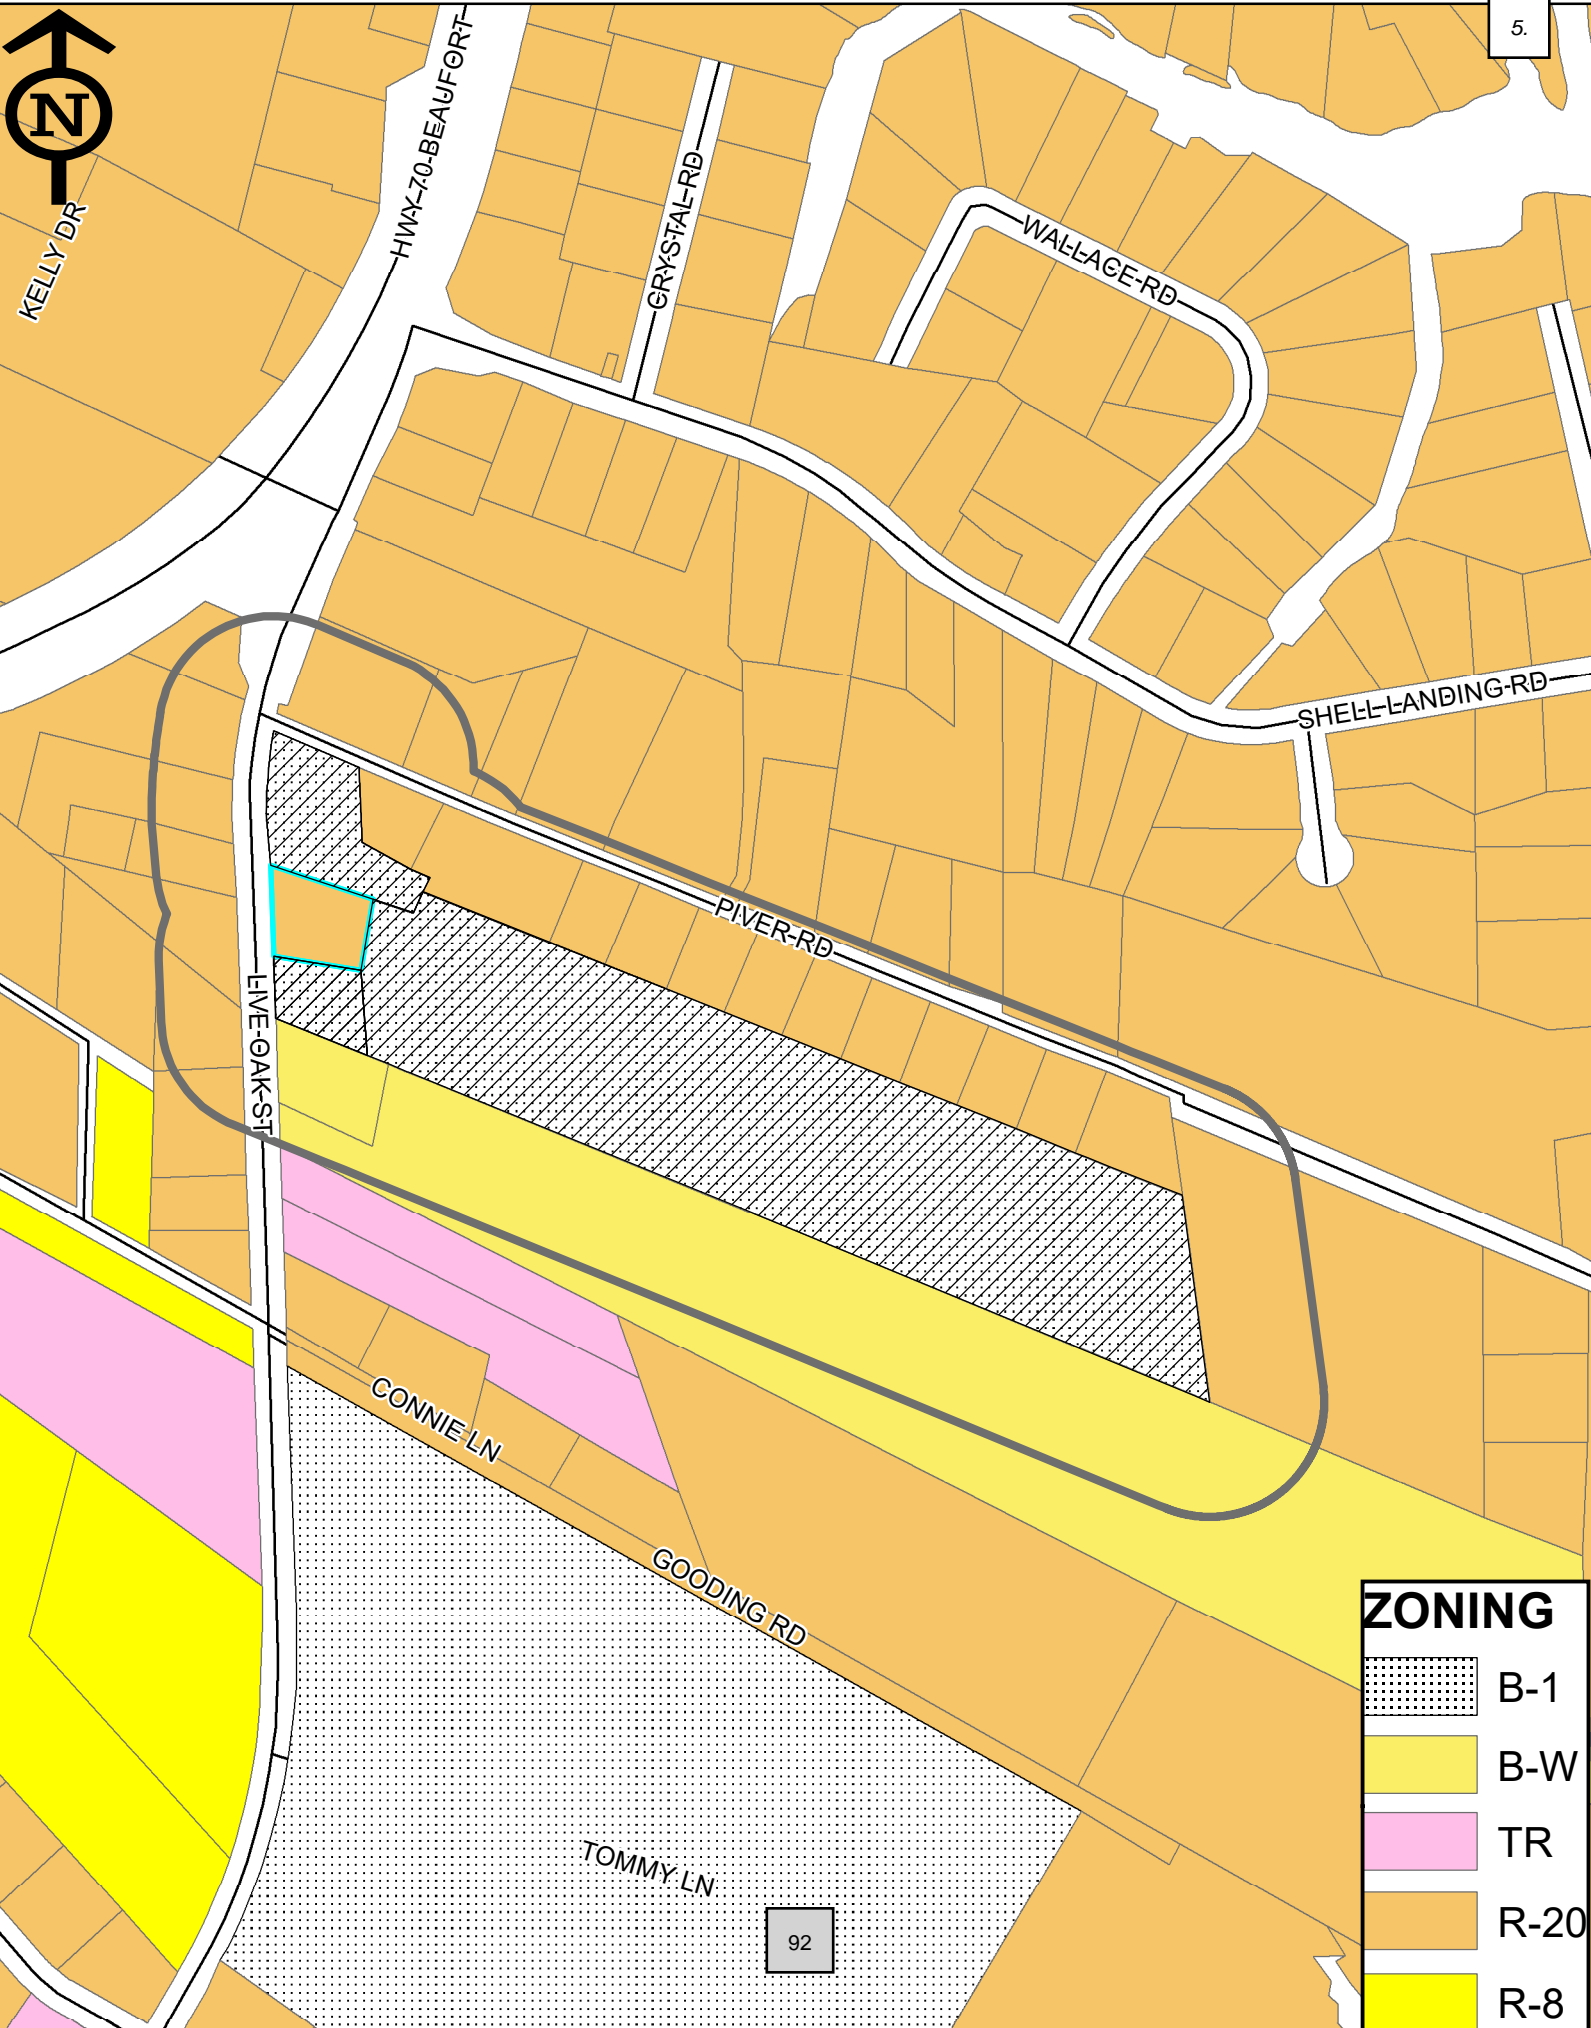 5.
N
KELLY DR
HWY 70 BEAUFORT
CRYSTAL RD
WALLACE RD
SHELL LANDING RD
PIVER RD
LIVE OAK ST
CONNIE LN
GOODING RD
TOMMY LN
92
ZONING
B-1
B-W
TR
R-20
R-8